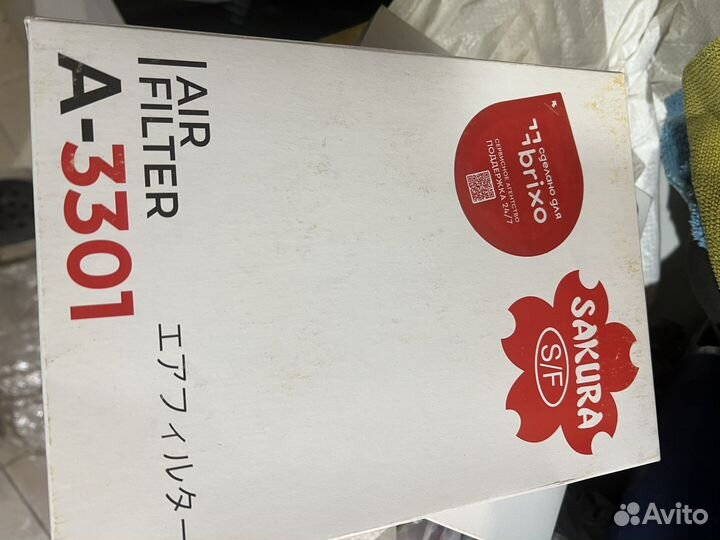 AIR
FILTER
A-3301
エアフィルター
сделано для
brixo
СЕРВИСНОЕ АГЕНТСТВО
ПОДДЕРЖКА 24/7
SAKURA
S/F
Avito